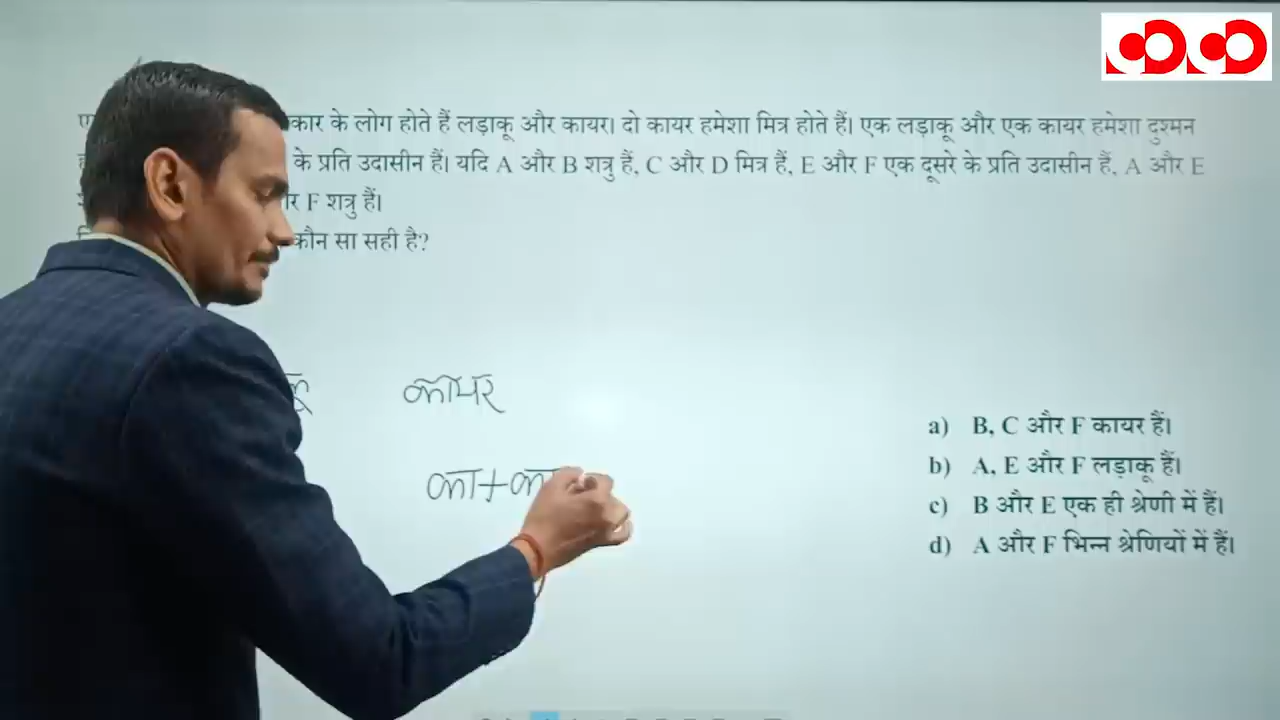 कार के लोग होते हैं लड़ाकू और कायर। दो कायर हमेशा मित्र होते हैं। एक लड़ाकू और एक कायर हमेशा दुश्मन
के प्रति उदासीन हैं। यदि A और B शत्रु हैं, C और D मित्र हैं, E और F एक दूसरे के प्रति उदासीन हैं, A और E
F शत्रु हैं।
कौन सा सही है?
कायर
का+का
a) B, C और F कायर हैं।
b) A, E और F लड़ाकू हैं।
c) B और E एक ही श्रेणी में हैं।
d) A और F भिन्न श्रेणियों में हैं।